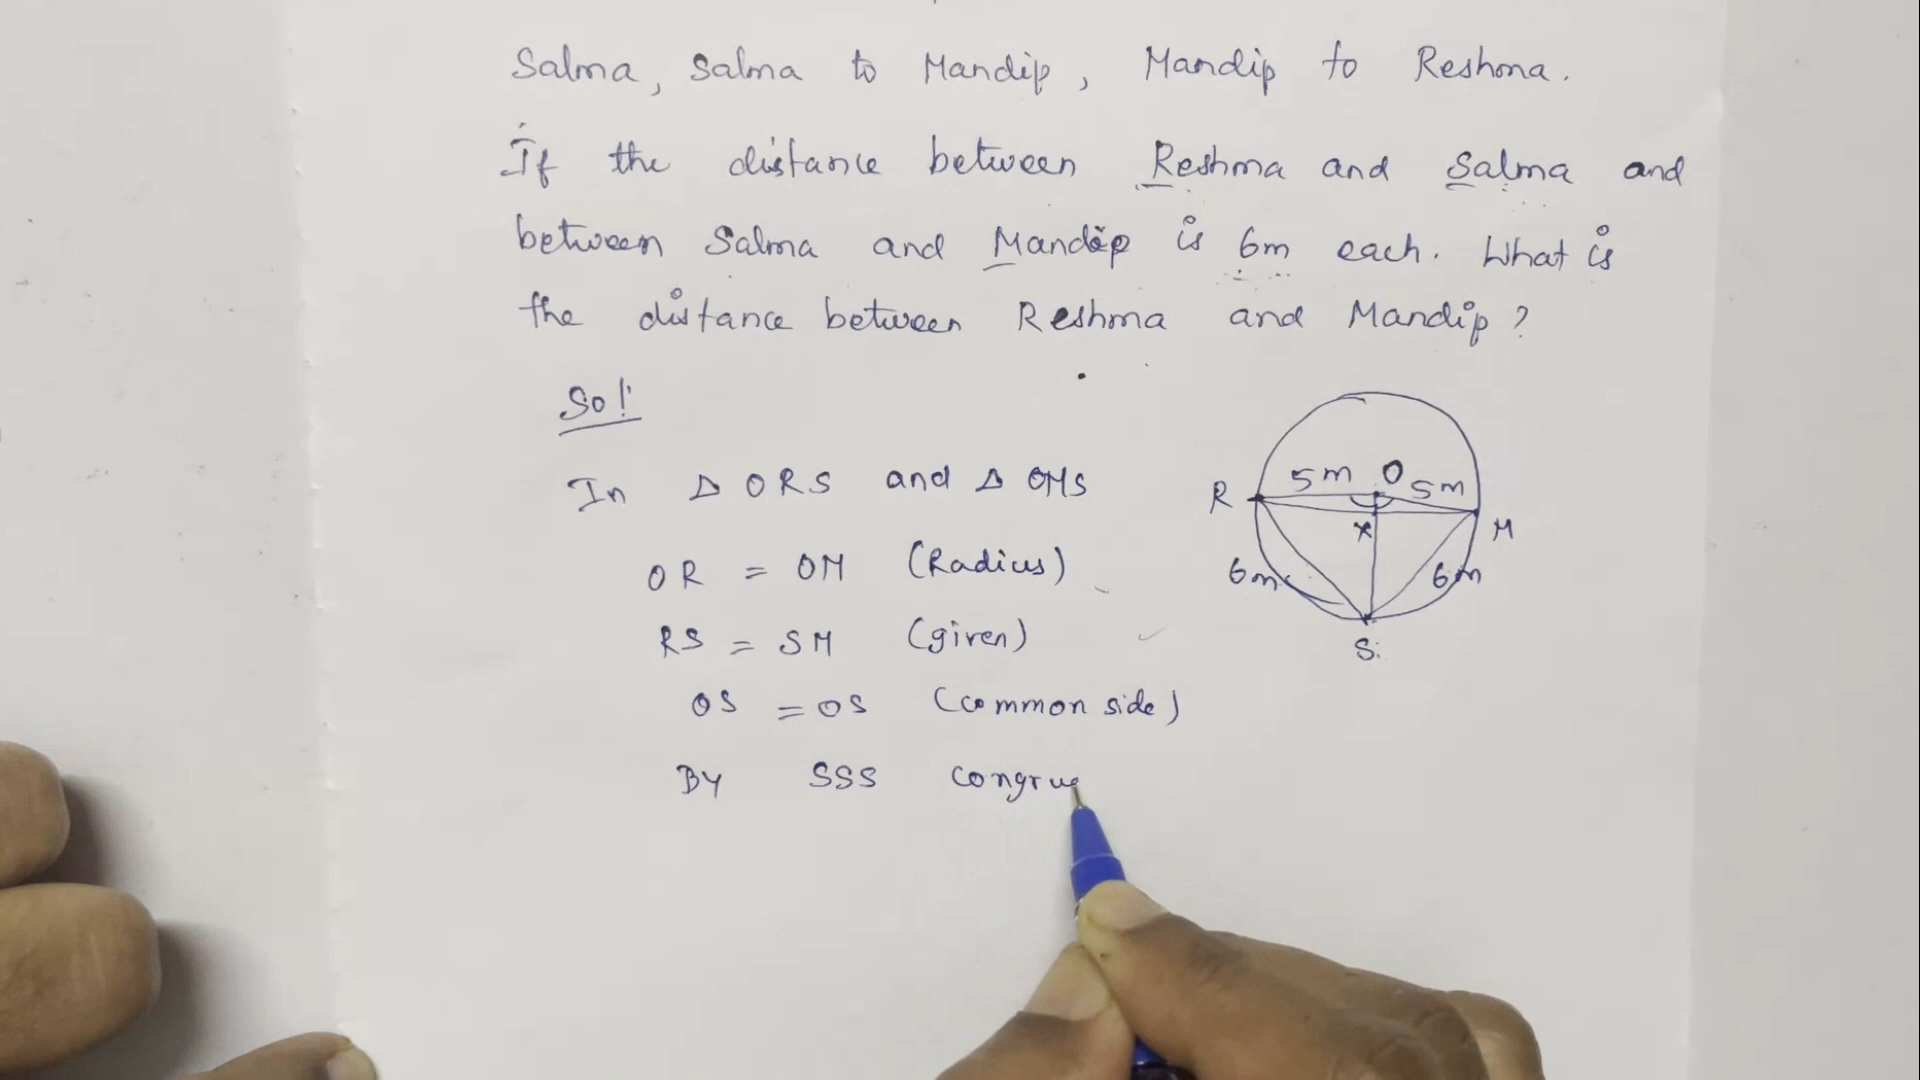 Salma, Salma to Mandip, Mandip to Reshma.
If the distance between Reshma and Salma and
between Salma and Mandip is 6m each. What is
the distance between Reshma and Mandip?
Sol:
In Δ ORS and Δ OMS
OR = OM (Radius)
RS = SM (given)
OS = OS (common side)
By SSS congrue
5m O 5m
R X M
6m 6m
S